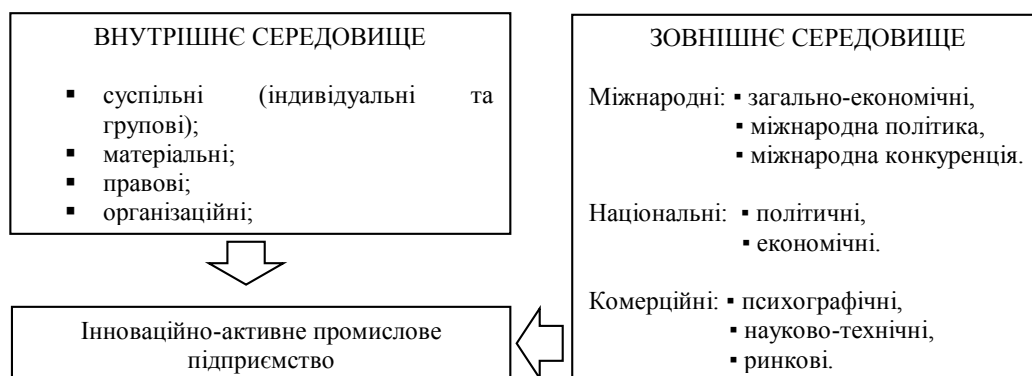 ВНУТРІШНЄ СЕРЕДОВИЩЕ
▪ суспільні (індивідуальні та
групові);
▪ матеріальні;
▪ правові;
▪ організаційні;
Інноваційно-активне промислове
підприємство
ЗОВНІШНЄ СЕРЕДОВИЩЕ
Міжнародні: ▪ загально-економічні,
▪ міжнародна політика,
▪ міжнародна конкуренція.
Національні: ▪ політичні,
▪ економічні.
Комерційні: ▪ психографічні,
▪ науково-технічні,
▪ ринкові.